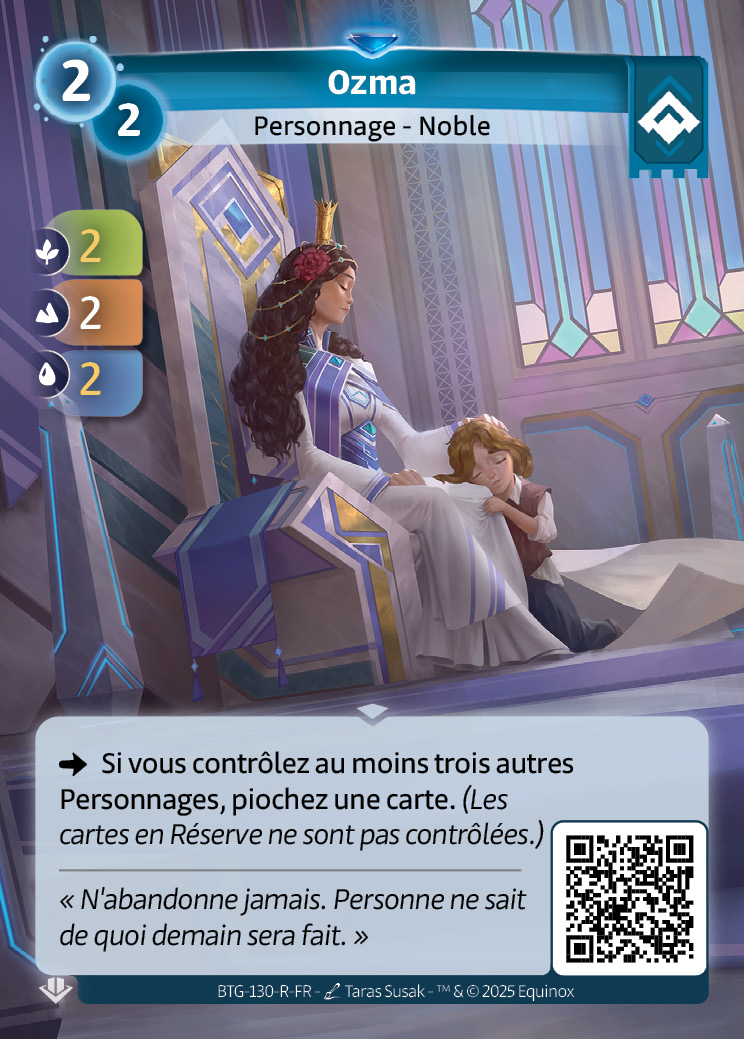 2
2
Ozma
Personnage - Noble
2
2
2
Si vous contrôlez au moins trois autres
Personnages, piochez une carte. (Les
cartes en Réserve ne sont pas contrôlées.)
« N'abandonne jamais. Personne ne sait
de quoi demain sera fait. »
BTG-130-R-FR - Taras Susak - ™ & © 2025 Equinox